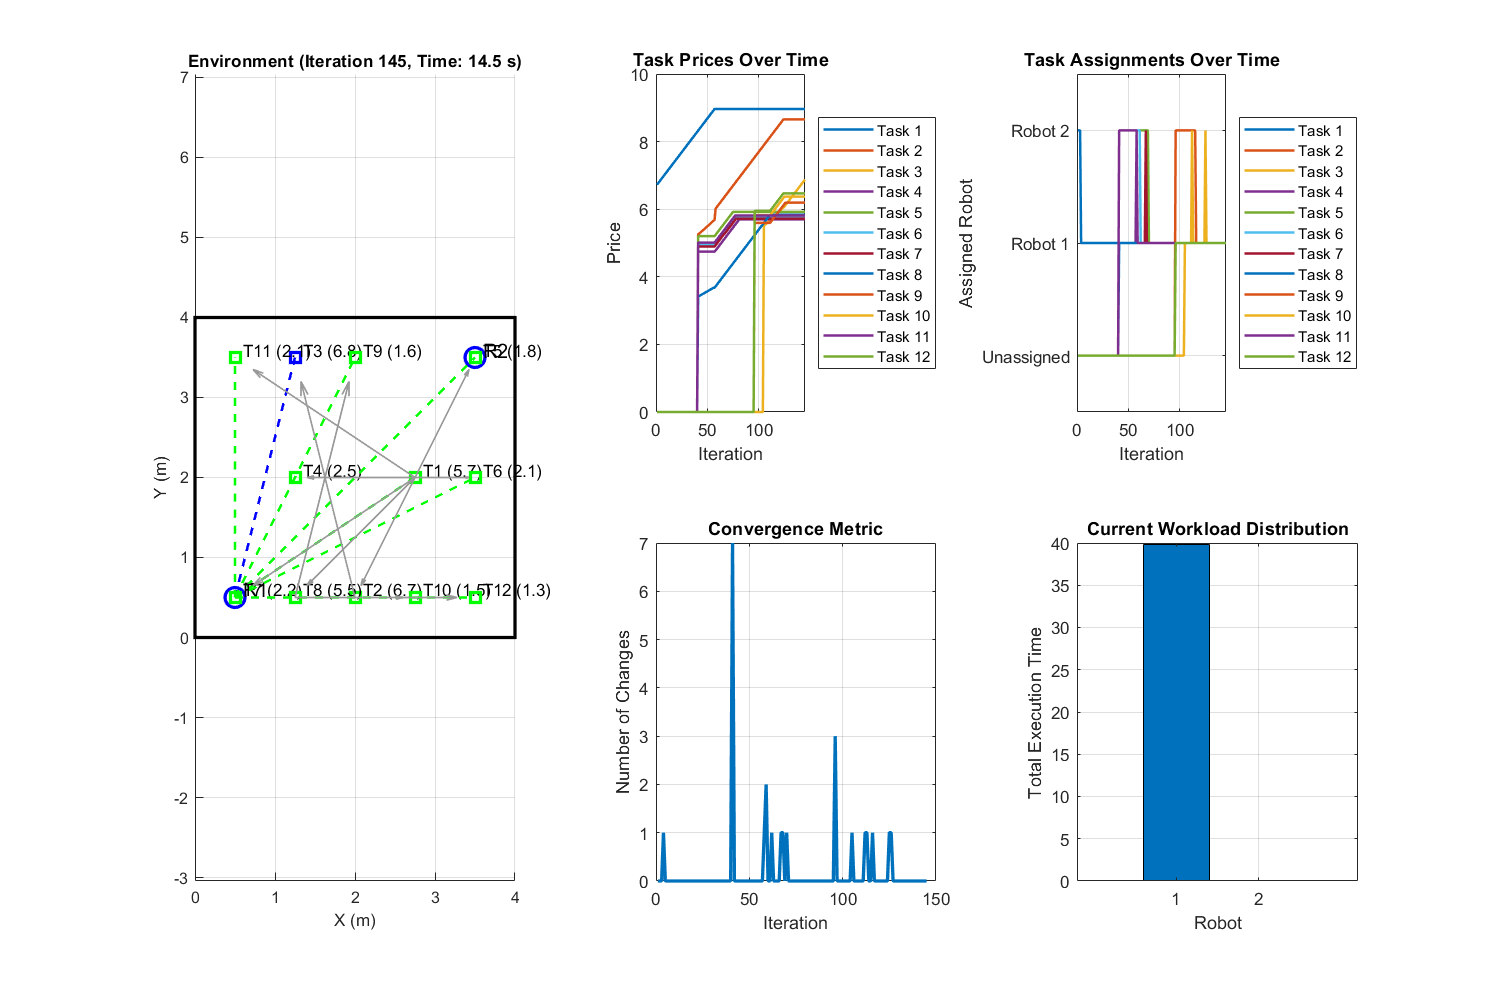 Environment (Iteration 145, Time: 14.5 s)
7
6
5
4
3
2
1
0
-1
-2
-3
0
1
2
3
4
Y (m)
X (m)
T11 (2.1)
T3 (6.8)
T9 (1.6)
(1.8)
T4 (2.5)
T1 (5.7)
T6 (2.1)
(2.2)
T8 (5.5)
T2 (6.7)
T10 (1.5)
T12 (1.3)
Task Prices Over Time
10
8
6
4
2
0
0
50
100
Price
Iteration
Task 1
Task 2
Task 3
Task 4
Task 5
Task 6
Task 7
Task 8
Task 9
Task 10
Task 11
Task 12
Task Assignments Over Time
Robot 2
Robot 1
Unassigned
0
50
100
Assigned Robot
Iteration
Task 1
Task 2
Task 3
Task 4
Task 5
Task 6
Task 7
Task 8
Task 9
Task 10
Task 11
Task 12
Convergence Metric
7
6
5
4
3
2
1
0
0
50
100
150
Number of Changes
Iteration
Current Workload Distribution
40
35
30
25
20
15
10
5
0
1
2
Total Execution Time
Robot